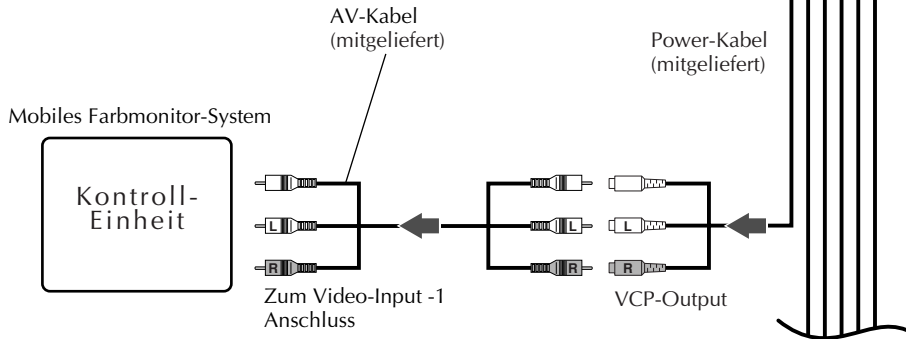 AV-Kabel
(mitgeliefert)
Power-Kabel
(mitgeliefert)
Mobiles Farbmonitor-System
Kontroll-
Einheit
L
L
L
R
R
R
Zum Video-Input -1
Anschluss
VCP-Output